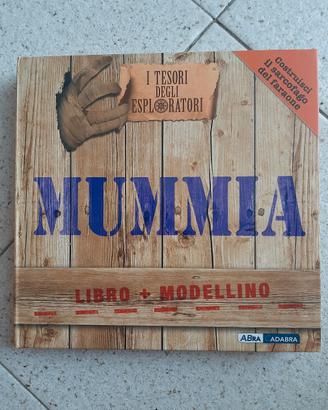 I TESORI
DEGLI
ESPLORATORI
Costruisci
il sarcofago
del faraone
MUMMIA
LIBRO + MODELLINO
ABRA ADABRA